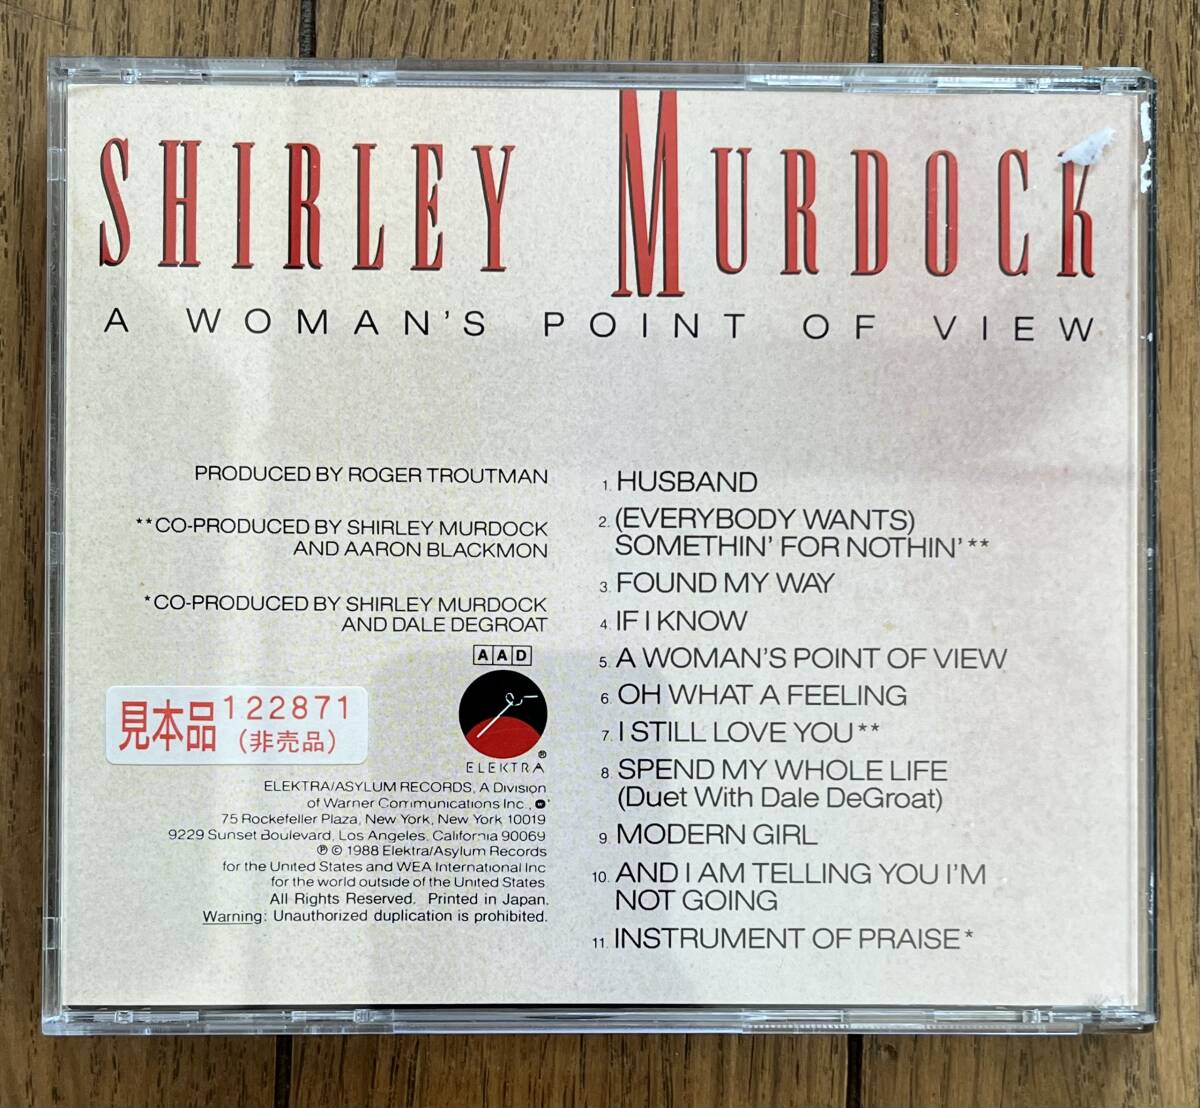 SHIRLEY MURDOCK
A WOMAN'S POINT OF VIEW
PRODUCED BY ROGER TROUTMAN
**CO-PRODUCED BY SHIRLEY MURDOCK
AND AARON BLACKMON
*CO-PRODUCED BY SHIRLEY MURDOCK
AND DALE DEGROAT
AAD
ELEKTRA®
見本品 122871
(非売品)
ELEKTRA/ASYLUM RECORDS, A Division
of Warner Communications Inc.,
75 Rockefeller Plaza, New York, New York 10019
9229 Sunset Boulevard, Los Angeles, California 90069
℗ © 1988 Elektra/Asylum Records
for the United States and WEA International Inc
for the world outside of the United States
All Rights Reserved. Printed in Japan.
Warning: Unauthorized duplication is prohibited.
1. HUSBAND
2. (EVERYBODY WANTS)
SOMETHIN' FOR NOTHIN'**
3. FOUND MY WAY
4. IF I KNOW
5. A WOMAN'S POINT OF VIEW
6. OH WHAT A FEELING
7. I STILL LOVE YOU**
8. SPEND MY WHOLE LIFE
(Duet With Dale DeGroat)
9. MODERN GIRL
10. AND I AM TELLING YOU I'M
NOT GOING
11. INSTRUMENT OF PRAISE*